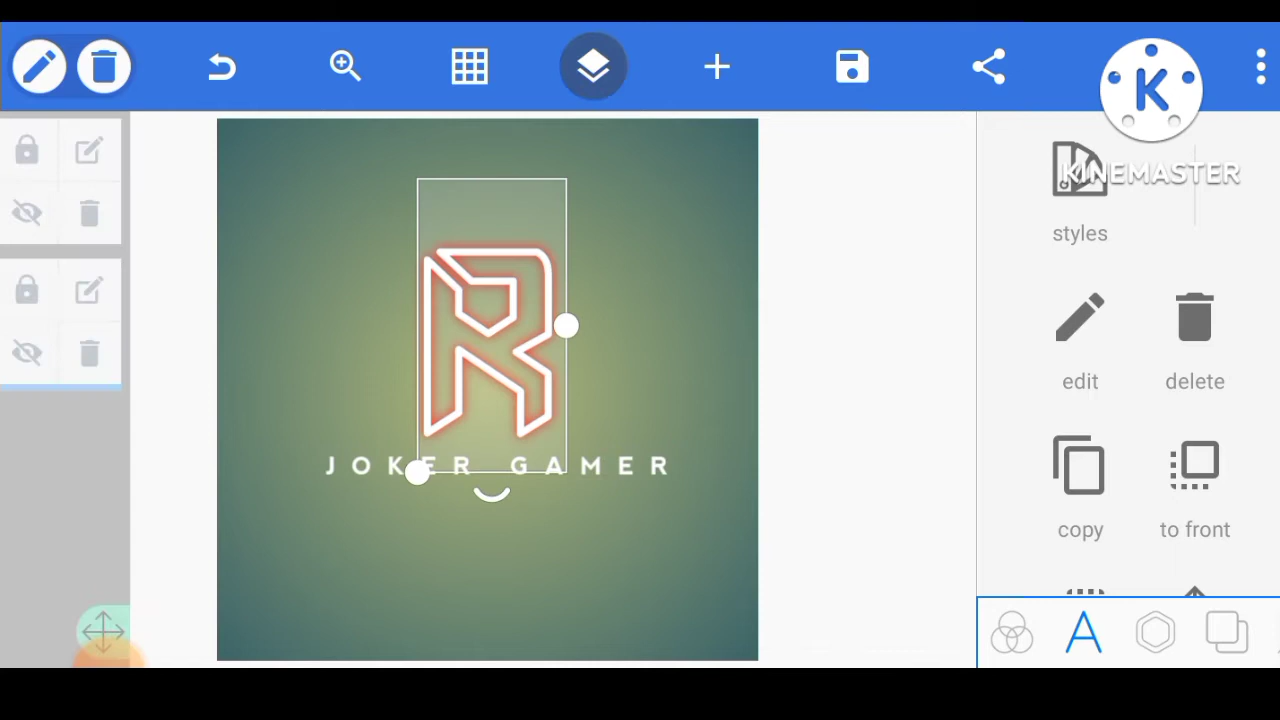 K
KINEMASTER
styles
edit
delete
R
JOKER GAMER
copy
to front
A